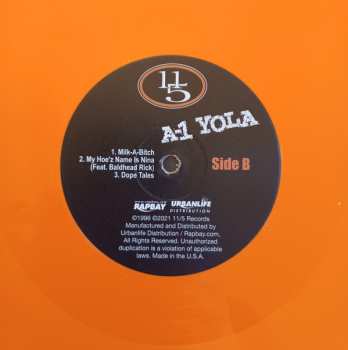 11/5
A-1 YOLA
1. Milk-A-Bitch
2. My Hoe'z Name Is Nina
(Feat. Baldhead Rick)
3. Dope Tales
Side B
RAPBAY
URBANLIFE
DISTRIBUTION
©1996 ©2021 11/5 Records
Manufactured and Distributed by
Urbanlife Distribution / Rapbay.com,
All Rights Reserved. Unauthorized
duplication is a violation of applicable
laws. Made in the U.S.A.